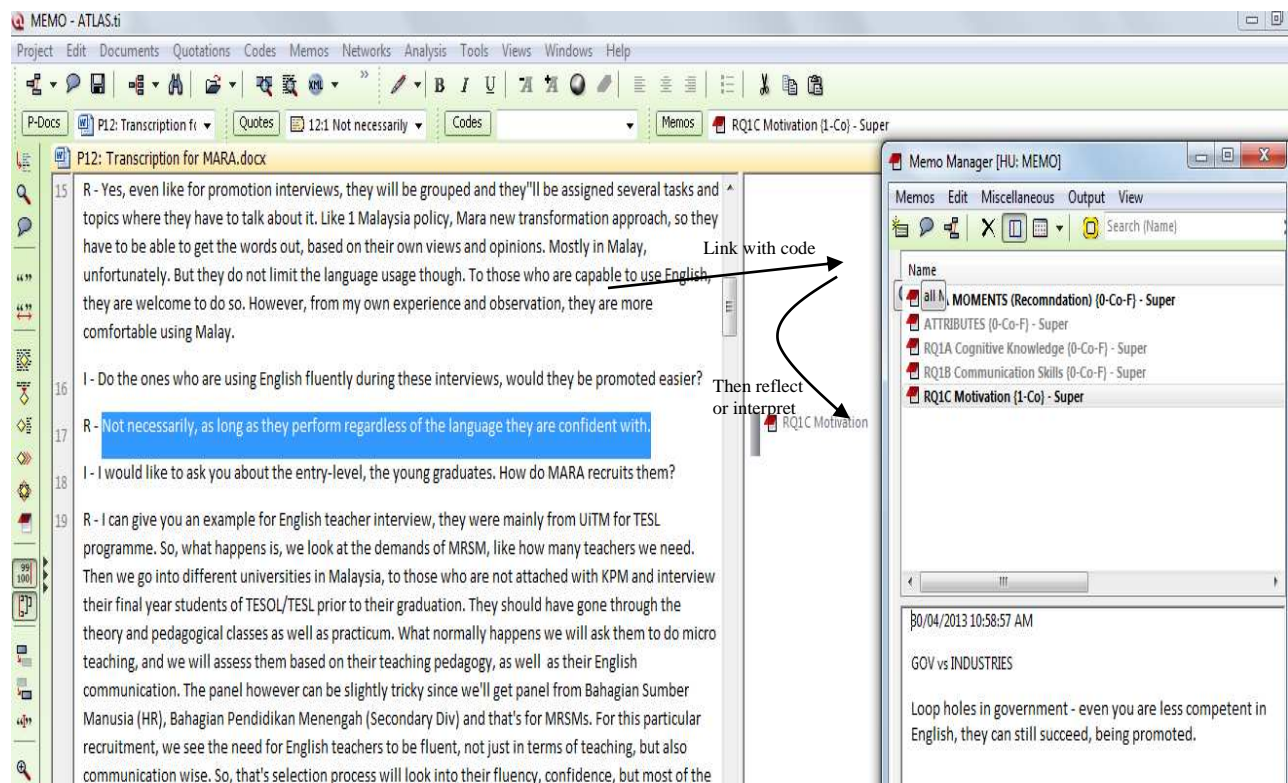 MEMO - ATLAS.ti
Project Edit Documents Quotations Codes Memos Networks Analysis Tools Views Windows Help
XML
»
B I U
P-Docs P12: Transcription fo Quotes 12:1 Not necessarily Codes Memos RQ1C Motivation {1-Co} - Super
P12: Transcription for MARA.docx
15 R - Yes, even like for promotion interviews, they will be grouped and they"ll be assigned several tasks and
topics where they have to talk about it. Like 1 Malaysia policy, Mara new transformation approach, so they
have to be able to get the words out, based on their own views and opinions. Mostly in Malay,
unfortunately. But they do not limit the language usage though. To those who are capable to use English,
they are welcome to do so. However, from my own experience and observation, they are more
comfortable using Malay.
16 I - Do the ones who are using English fluently during these interviews, would they be promoted easier?
17 R - Not necessarily, as long as they perform regardless of the language they are confident with.
18 I - I would like to ask you about the entry-level, the young graduates. How do MARA recruits them?
19 R - I can give you an example for English teacher interview, they were mainly from UiTM for TESL
programme. So, what happens is, we look at the demands of MRSM, like how many teachers we need.
Then we go into different universities in Malaysia, to those who are not attached with KPM and interview
their final year students of TESOL/TESL prior to their graduation. They should have gone through the
theory and pedagogical classes as well as practicum. What normally happens we will ask them to do micro
teaching, and we will assess them based on their teaching pedagogy, as well as their English
communication. The panel however can be slightly tricky since we'll get panel from Bahagian Sumber
Manusia (HR), Bahagian Pendidikan Menengah (Secondary Div) and that's for MRSMs. For this particular
recruitment, we see the need for English teachers to be fluent, not just in terms of teaching, but also
communication wise. So, that's selection process will look into their fluency, confidence, but most of the
99
100
Link with code
Then reflect
or interpret
RQ1C Motivation
Memo Manager [HU: MEMO]
Memos Edit Miscellaneous Output View
Search (Name)
Name
all MOMENTS (Recomndation) {0-Co-F} - Super
ATTRIBUTES {0-Co-F} - Super
RQ1A Cognitive Knowledge {0-Co-F} - Super
RQ1B Communication Skills {0-Co-F} - Super
RQ1C Motivation {1-Co} - Super
30/04/2013 10:58:57 AM
GOV vs INDUSTRIES
Loop holes in government - even you are less competent in
English, they can still succeed, being promoted.